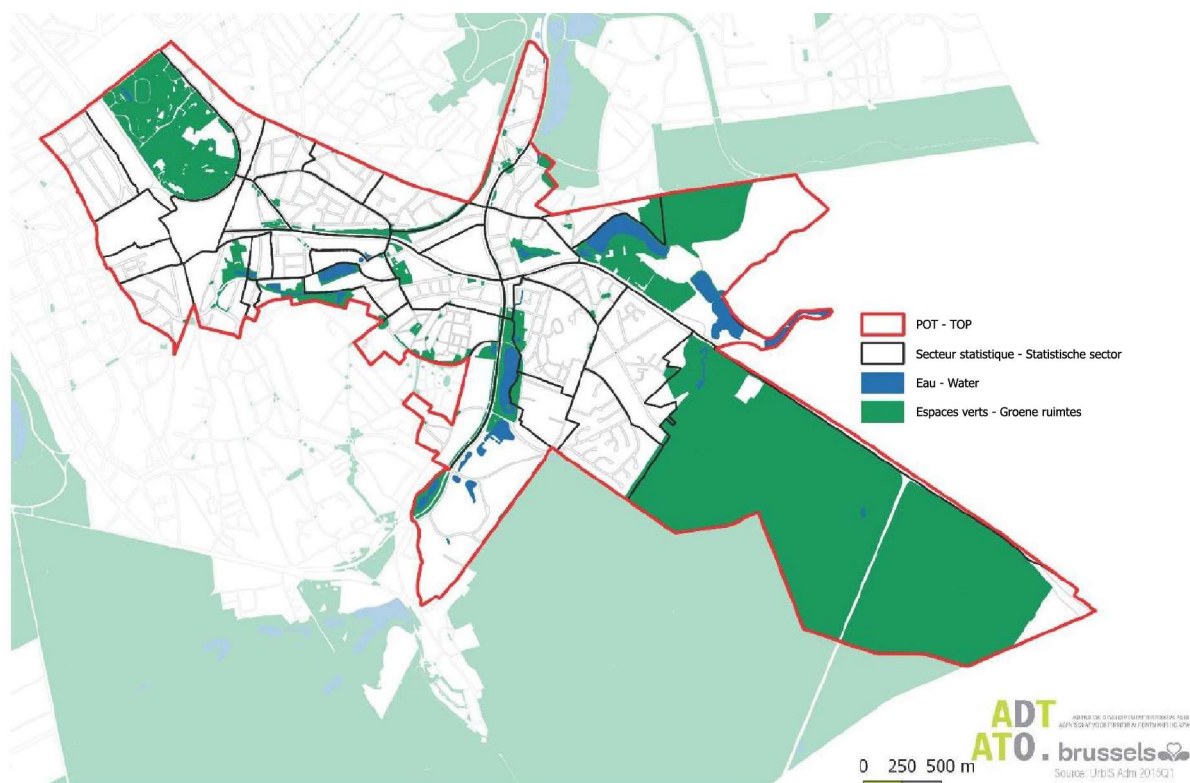 POT - TOP
Secteur statistique - Statistische sector
Eau - Water
Espaces verts - Groene ruimtes
ADT
ATO. brussels
0 250 500 m
Source: UrbIS Adm 2015Q1